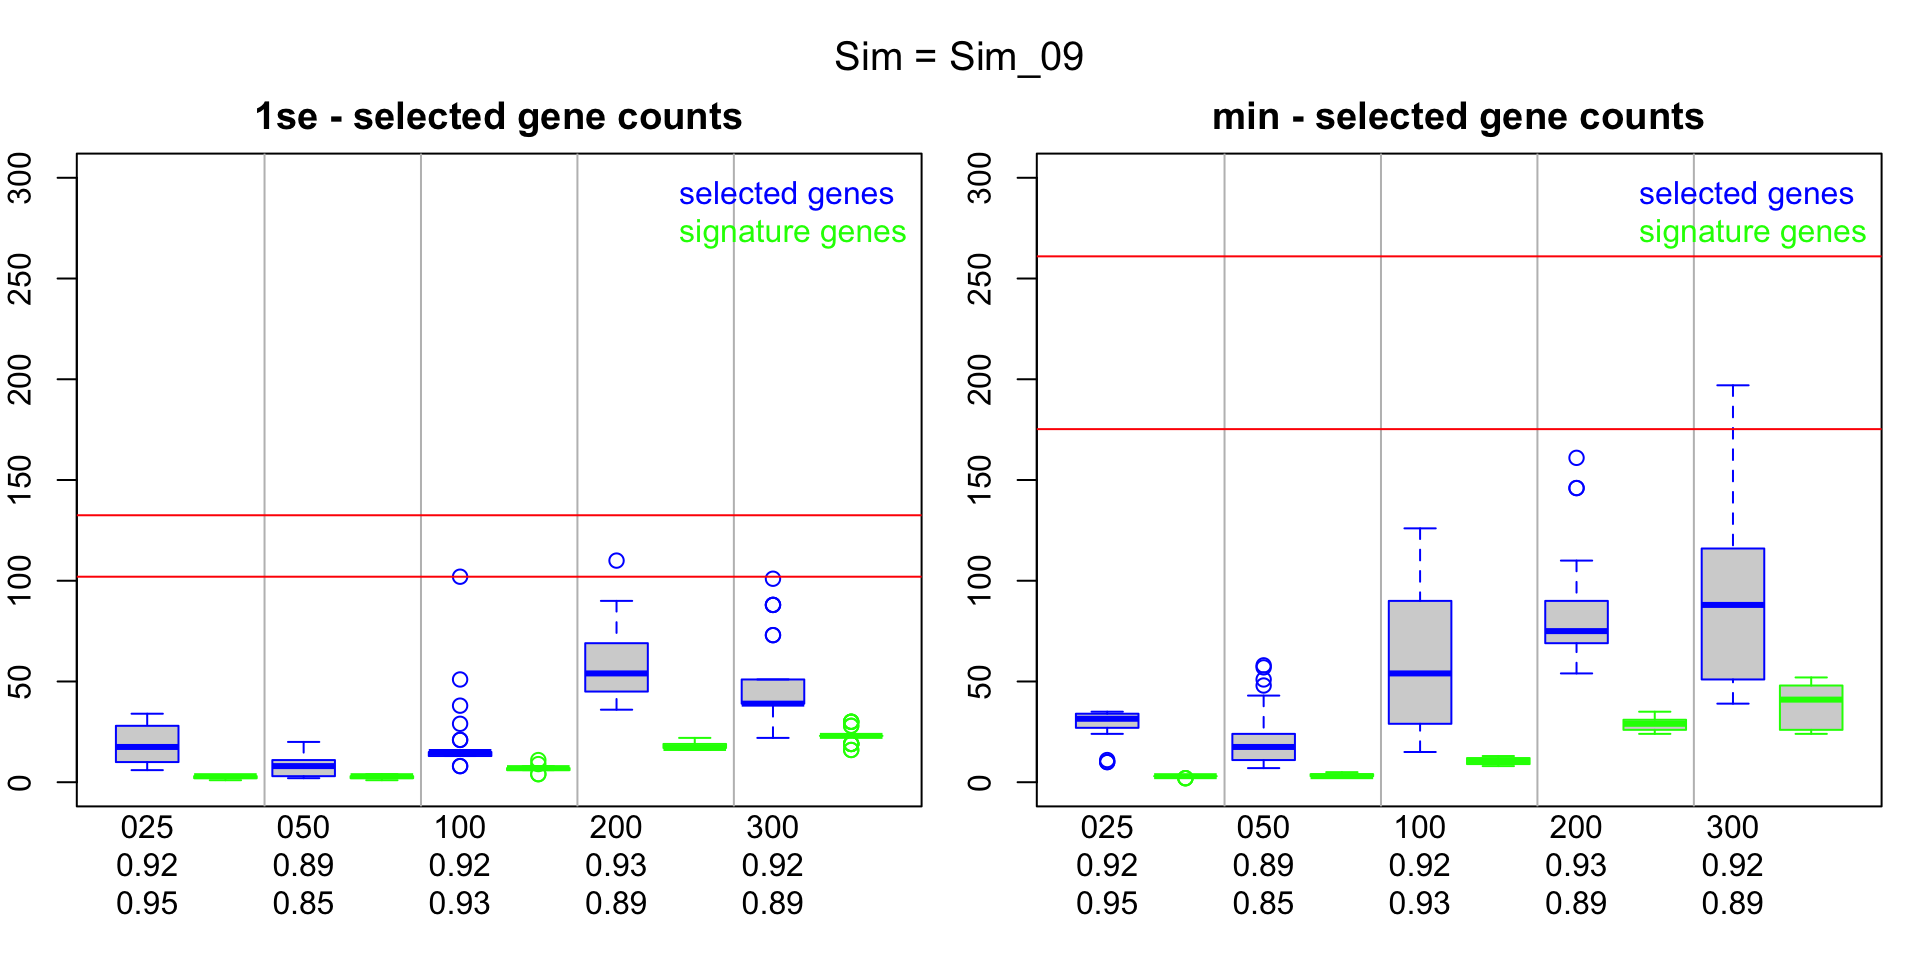 Sim = Sim_09
1se - selected gene counts
300
250
200
150
100
50
0
selected genes
signature genes
025 050 100 200 300
0.92 0.89 0.92 0.93 0.92
0.95 0.85 0.93 0.89 0.89
min - selected gene counts
300
250
200
150
100
50
0
selected genes
signature genes
025 050 100 200 300
0.92 0.89 0.92 0.93 0.92
0.95 0.85 0.93 0.89 0.89